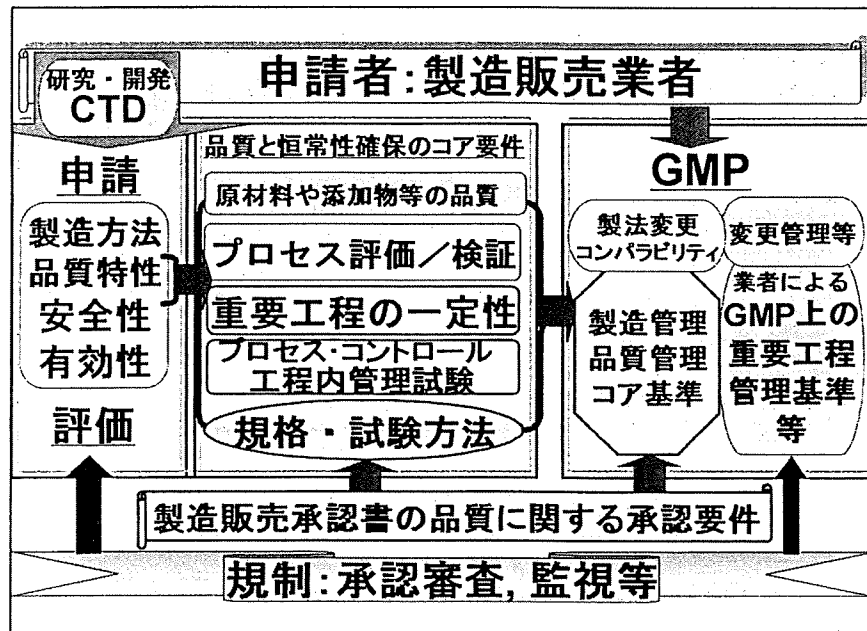 申請者：製造販売業者
研究・開発
CTD
申請
製造方法
品質特性
安全性
有効性
評価
品質と恒常性確保のコア要件
原材料や添加物等の品質
プロセス評価／検証
重要工程の一定性
プロセス・コントロール
工程内管理試験
規格・試験方法
GMP
製法変更
コンパラビリティ
変更管理等
製造管理
品質管理
コア基準
業者による
GMP上の
重要工程
管理基準
等
製造販売承認書の品質に関する承認要件
規制：承認審査, 監視等